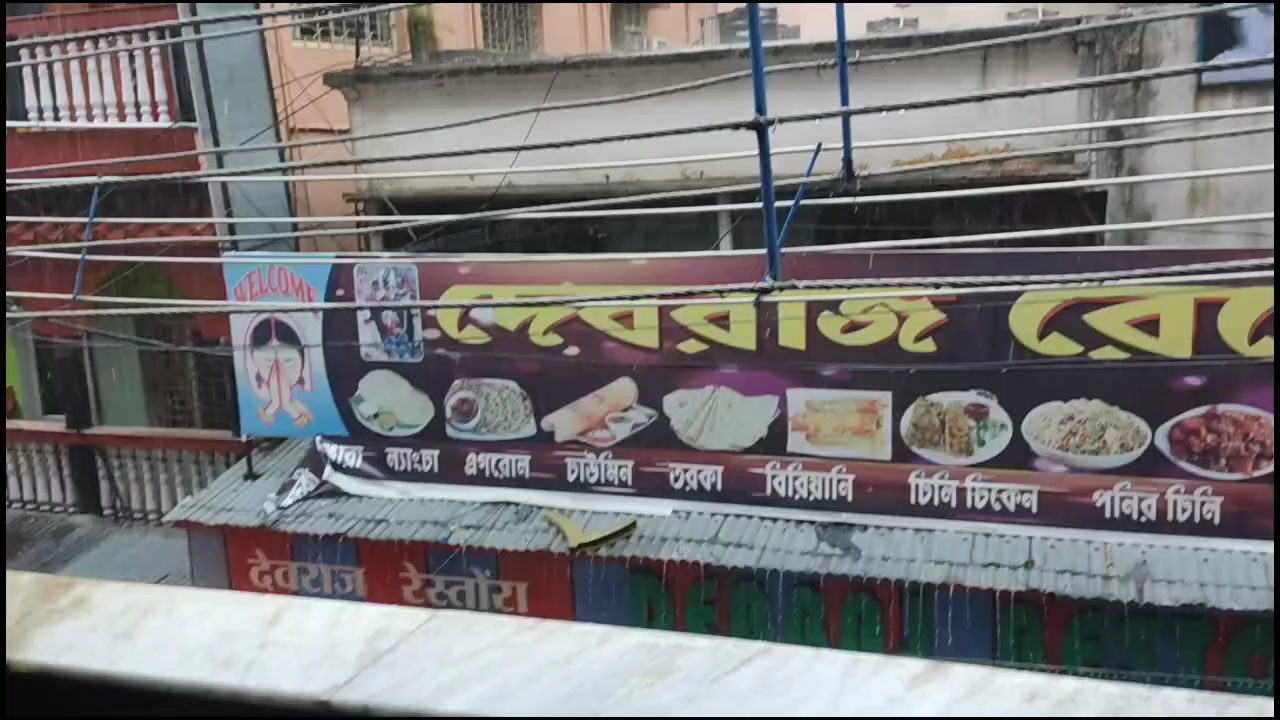 WELCOME
দেবরাজ রে
ন্যাংচা এগরোল চাউমিন তরকা বিরিয়ানি চিলি চিকেন পনির চিলি
देवराज रेस्तोंरा